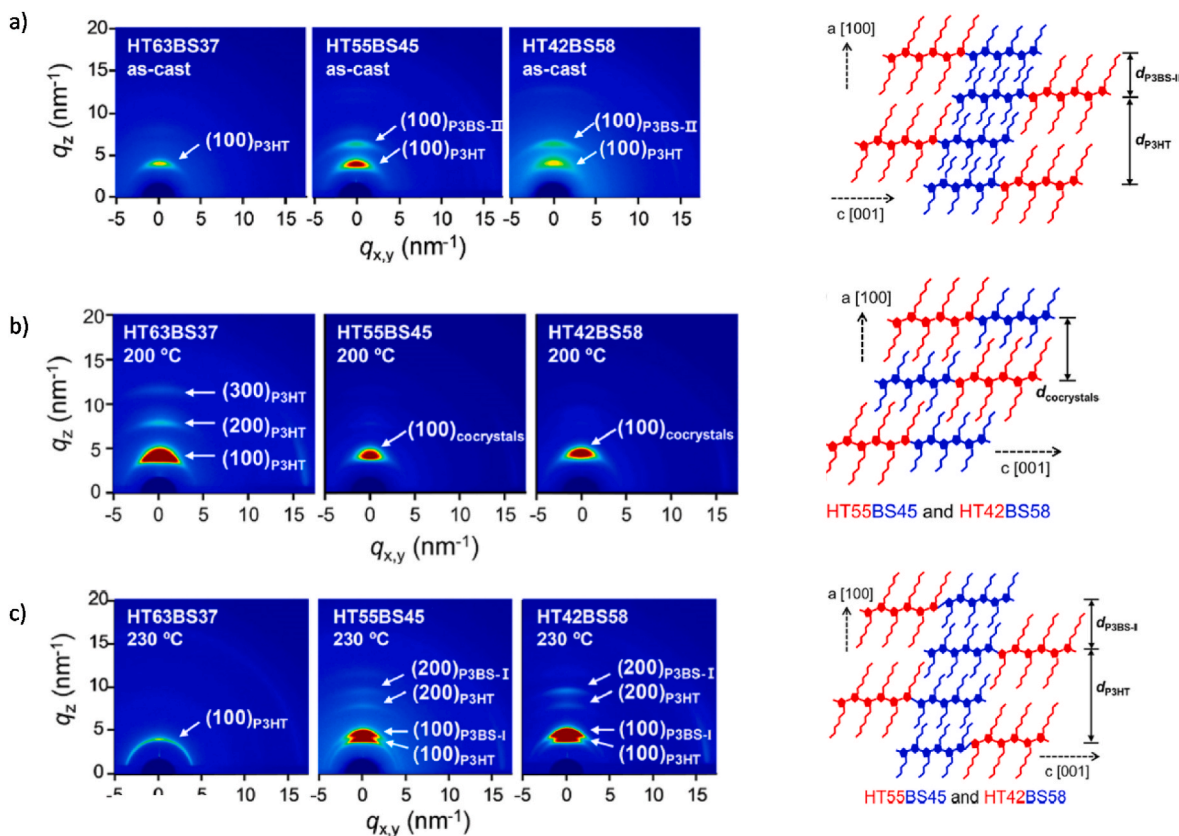 a)
20
15
10
5
0
q_z (nm⁻¹)
HT63BS37
as-cast
(100)P3HT
HT55BS45
as-cast
(100)P3BS-II
(100)P3HT
HT42BS58
as-cast
(100)P3BS-II
(100)P3HT
-5 0 5 10 15 -5 0 5 10 15 -5 0 5 10 15
q_x,y (nm⁻¹)
a [100]
c [001]
d_P3BS-II
d_P3HT
b)
20
15
10
5
0
q_z (nm⁻¹)
HT63BS37
200 ºC
(300)P3HT
(200)P3HT
(100)P3HT
HT55BS45
200 ºC
(100)cocrystals
HT42BS58
200 ºC
(100)cocrystals
-5 0 5 10 15 -5 0 5 10 15 -5 0 5 10 15
q_x,y (nm⁻¹)
a [100]
d_cocrystals
c [001]
HT55BS45 and HT42BS58
c)
20
15
10
5
0
q_z (nm⁻¹)
HT63BS37
230 ºC
(100)P3HT
HT55BS45
230 ºC
(200)P3BS-I
(200)P3HT
(100)P3BS-I
(100)P3HT
HT42BS58
230 ºC
(200)P3BS-I
(200)P3HT
(100)P3BS-I
(100)P3HT
-5 0 5 10 15 -5 0 5 10 15 -5 0 5 10 15
q_x,y (nm⁻¹)
a [100]
d_P3BS-II
d_P3HT
c [001]
HT55BS45 and HT42BS58